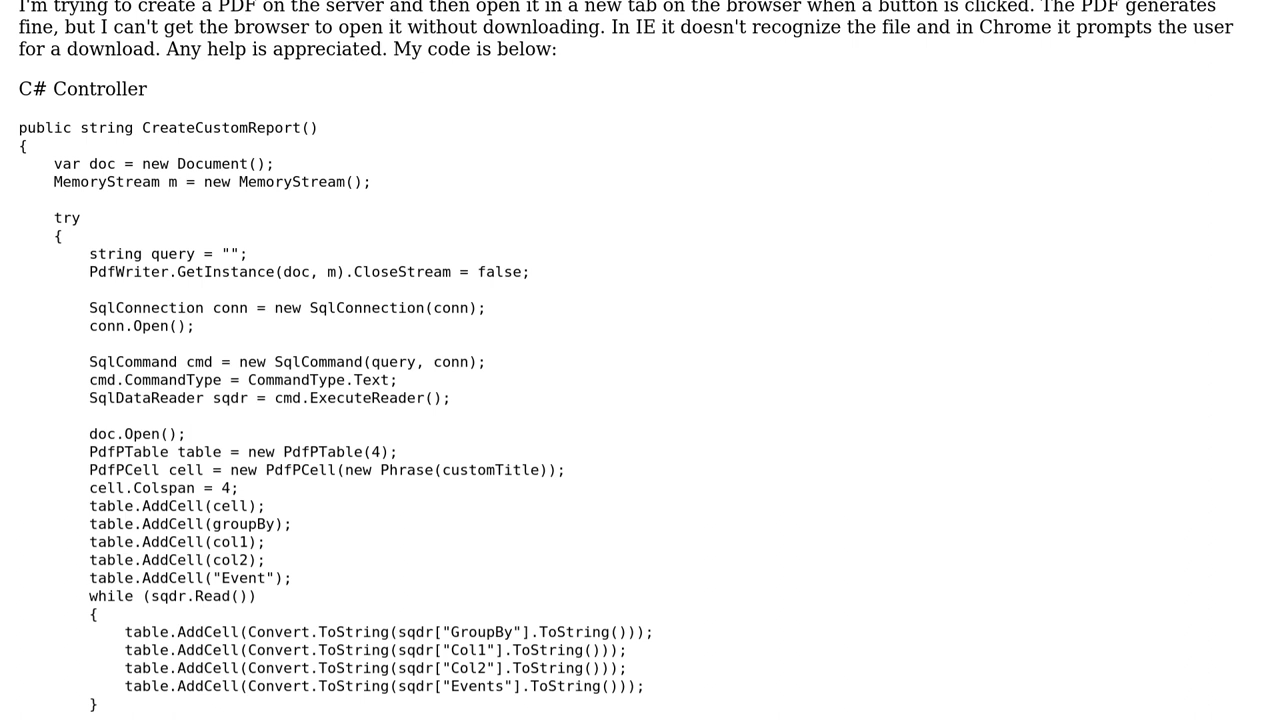 I'm trying to create a PDF on the server and then open it in a new tab on the browser when a button is clicked. The PDF generates
fine, but I can't get the browser to open it without downloading. In IE it doesn't recognize the file and in Chrome it prompts the user
for a download. Any help is appreciated. My code is below:
C# Controller
public string CreateCustomReport()
{
    var doc = new Document();
    MemoryStream m = new MemoryStream();
    try
    {
        string query = "";
        PdfWriter.GetInstance(doc, m).CloseStream = false;
        SqlConnection conn = new SqlConnection(conn);
        conn.Open();
        SqlCommand cmd = new SqlCommand(query, conn);
        cmd.CommandType = CommandType.Text;
        SqlDataReader sqdr = cmd.ExecuteReader();
        doc.Open();
        PdfPTable table = new PdfPTable(4);
        PdfPCell cell = new PdfPCell(new Phrase(customTitle));
        cell.Colspan = 4;
        table.AddCell(cell);
        table.AddCell(groupBy);
        table.AddCell(col1);
        table.AddCell(col2);
        table.AddCell("Event");
        while (sqdr.Read())
        {
            table.AddCell(Convert.ToString(sqdr["GroupBy"].ToString()));
            table.AddCell(Convert.ToString(sqdr["Col1"].ToString()));
            table.AddCell(Convert.ToString(sqdr["Col2"].ToString()));
            table.AddCell(Convert.ToString(sqdr["Events"].ToString()));
        }